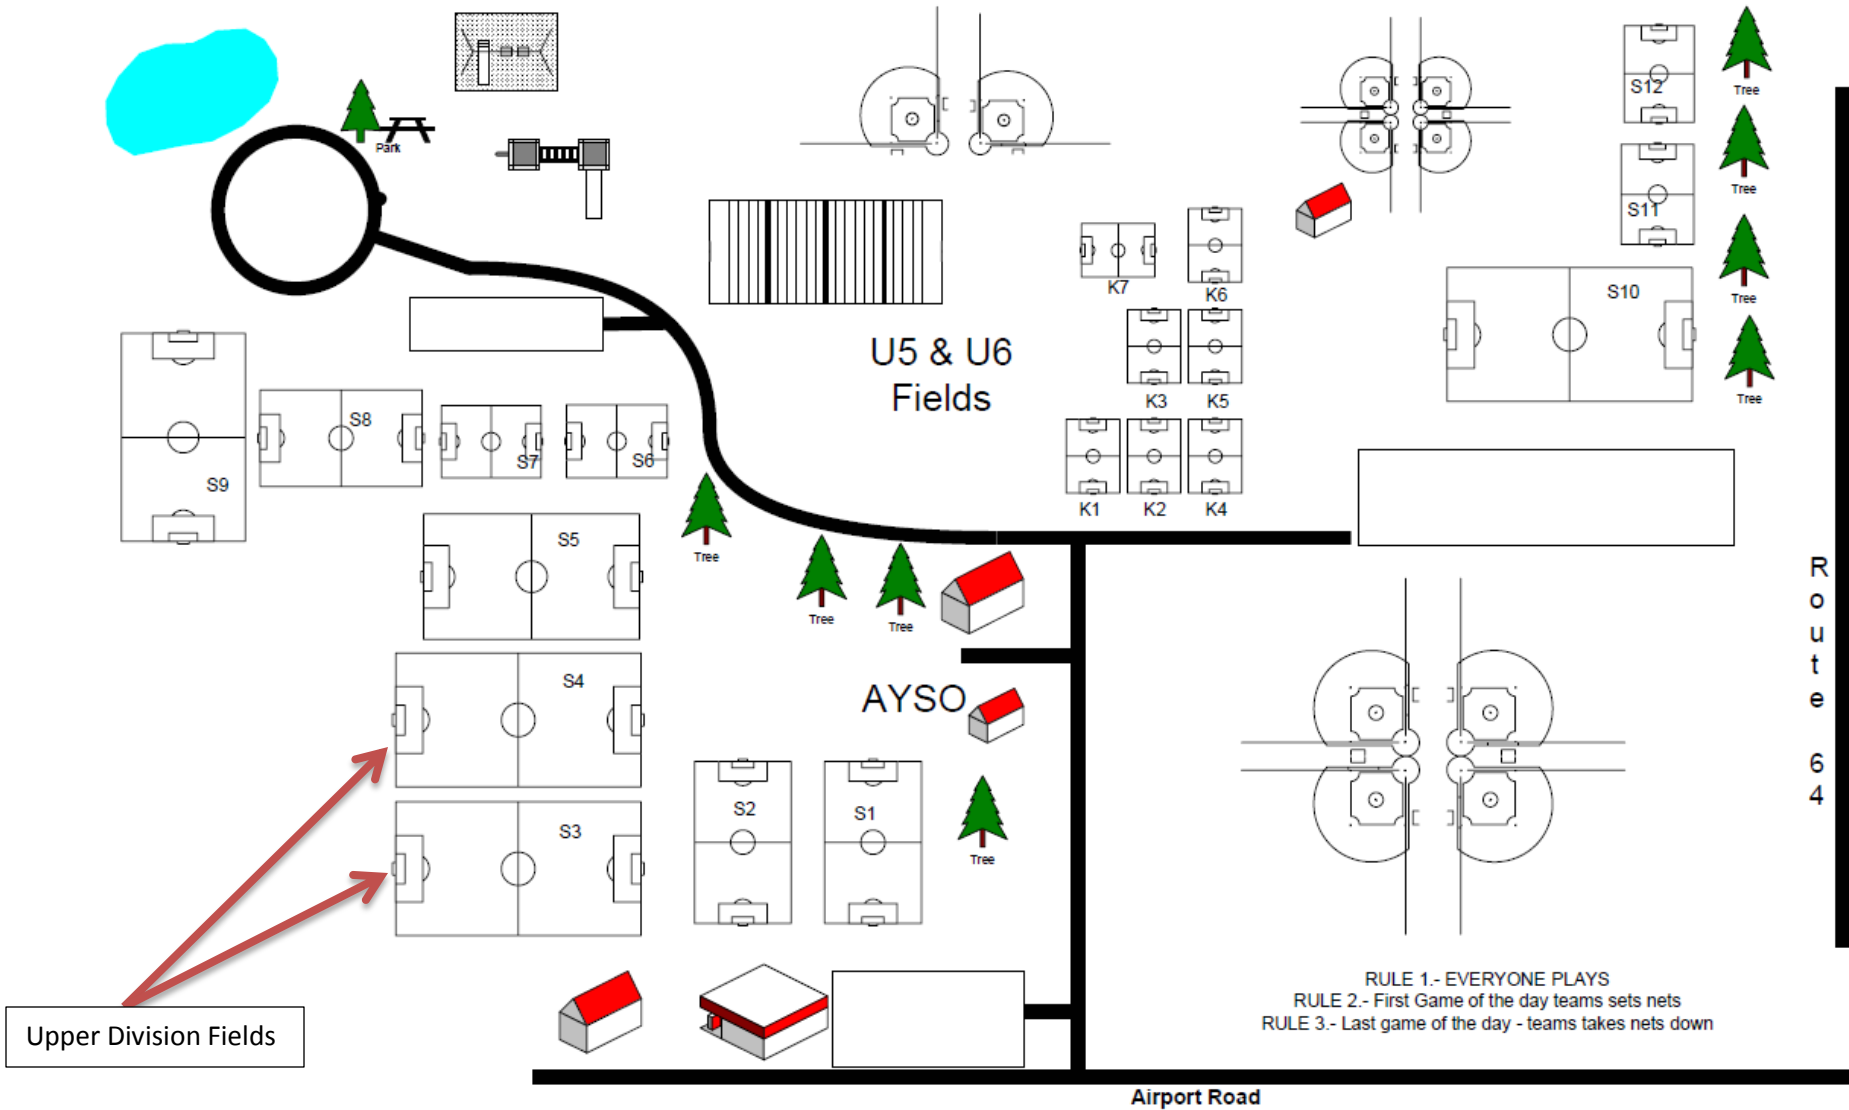 Park
S12
Tree
Tree
S11
Tree
S10
Tree
K7
K6
U5 & U6
Fields
K3
K5
K1
K2
K4
S9
S8
S7
S6
Tree
Tree
Tree
S5
S4
S3
AYSO
S2
S1
Tree
Route 64
Upper Division Fields
RULE 1.- EVERYONE PLAYS
RULE 2.- First Game of the day teams sets nets
RULE 3.- Last game of the day - teams takes nets down
Airport Road